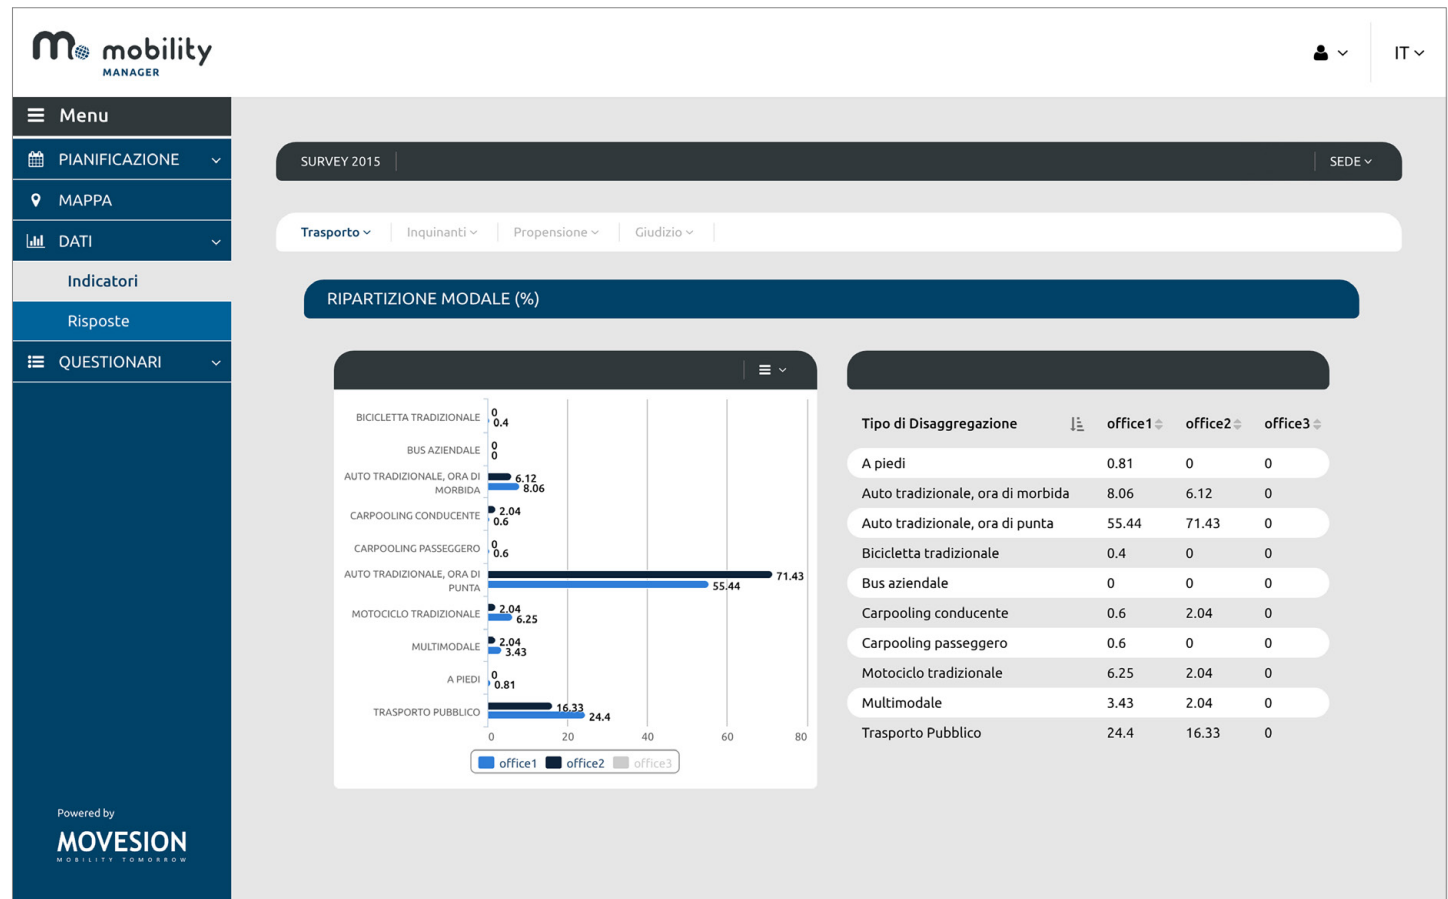 mobility
MANAGER
IT
Menu
PIANIFICAZIONE
MAPPA
DATI
Indicatori
Risposte
QUESTIONARI
Powered by
MOVESION
MOBILITY TOMORROW
SURVEY 2015
SEDE
Trasporto Inquinanti Propensione Giudizio
RIPARTIZIONE MODALE (%)
BICICLETTA TRADIZIONALE 0
0.4
BUS AZIENDALE 0
0
AUTO TRADIZIONALE, ORA DI 6.12
MORBIDA 8.06
CARPOOLING CONDUCENTE 2.04
0.6
CARPOOLING PASSEGGERO 0
0.6
AUTO TRADIZIONALE, ORA DI 71.43
PUNTA 55.44
MOTOCICLO TRADIZIONALE 2.04
6.25
MULTIMODALE 2.04
3.43
A PIEDI 0
0.81
TRASPORTO PUBBLICO 16.33
24.4
0 20 40 60 80
office1 office2 office3
Tipo di Disaggregazione office1 office2 office3
A piedi 0.81 0 0
Auto tradizionale, ora di morbida 8.06 6.12 0
Auto tradizionale, ora di punta 55.44 71.43 0
Bicicletta tradizionale 0.4 0 0
Bus aziendale 0 0 0
Carpooling conducente 0.6 2.04 0
Carpooling passeggero 0.6 0 0
Motociclo tradizionale 6.25 2.04 0
Multimodale 3.43 2.04 0
Trasporto Pubblico 24.4 16.33 0